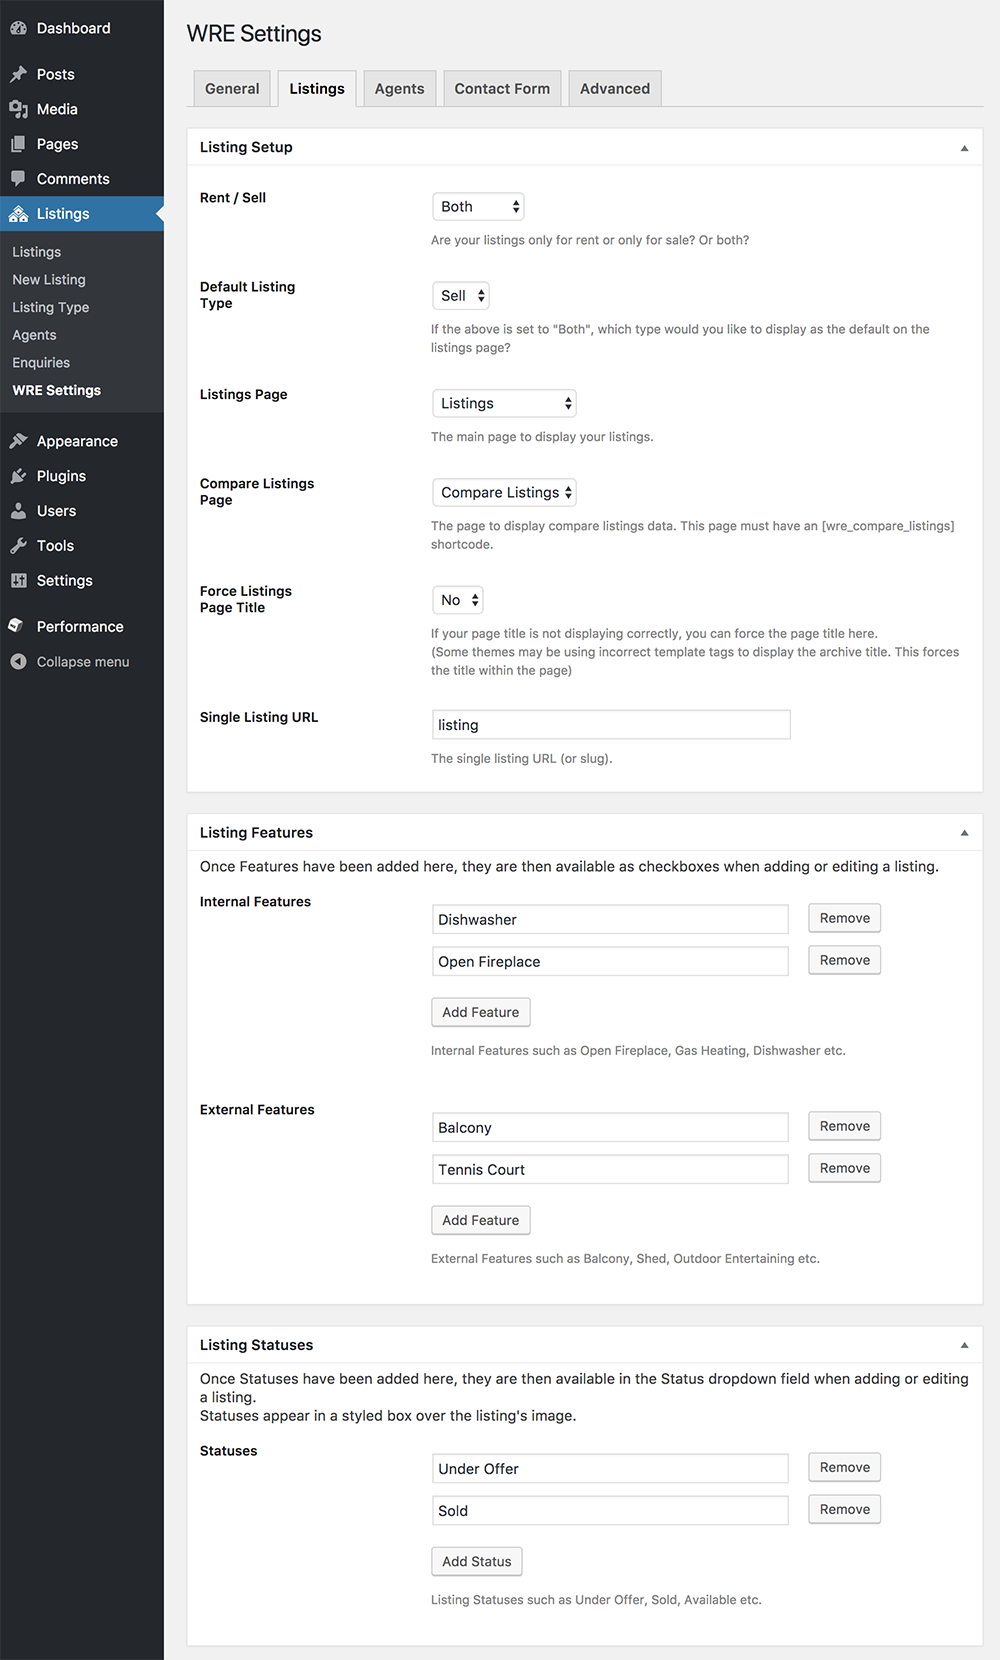 Dashboard
Posts
Media
Pages
Comments
Listings
Listings
New Listing
Listing Type
Agents
Enquiries
WRE Settings
Appearance
Plugins
Users
Tools
Settings
Performance
Collapse menu
WRE Settings
General
Listings
Agents
Contact Form
Advanced
Listing Setup
Rent / Sell
Both
Are your listings only for rent or only for sale? Or both?
Default Listing
Type
Sell
If the above is set to "Both", which type would you like to display as the default on the
listings page?
Listings Page
Listings
The main page to display your listings.
Compare Listings
Page
Compare Listings
The page to display compare listings data. This page must have an [wre_compare_listings]
shortcode.
Force Listings
Page Title
No
If your page title is not displaying correctly, you can force the page title here.
(Some themes may be using incorrect template tags to display the archive title. This forces
the title within the page)
Single Listing URL
listing
The single listing URL (or slug).
Listing Features
Once Features have been added here, they are then available as checkboxes when adding or editing a listing.
Internal Features
Dishwasher
Remove
Open Fireplace
Remove
Add Feature
Internal Features such as Open Fireplace, Gas Heating, Dishwasher etc.
External Features
Balcony
Remove
Tennis Court
Remove
Add Feature
External Features such as Balcony, Shed, Outdoor Entertaining etc.
Listing Statuses
Once Statuses have been added here, they are then available in the Status dropdown field when adding or editing
a listing.
Statuses appear in a styled box over the listing's image.
Statuses
Under Offer
Remove
Sold
Remove
Add Status
Listing Statuses such as Under Offer, Sold, Available etc.